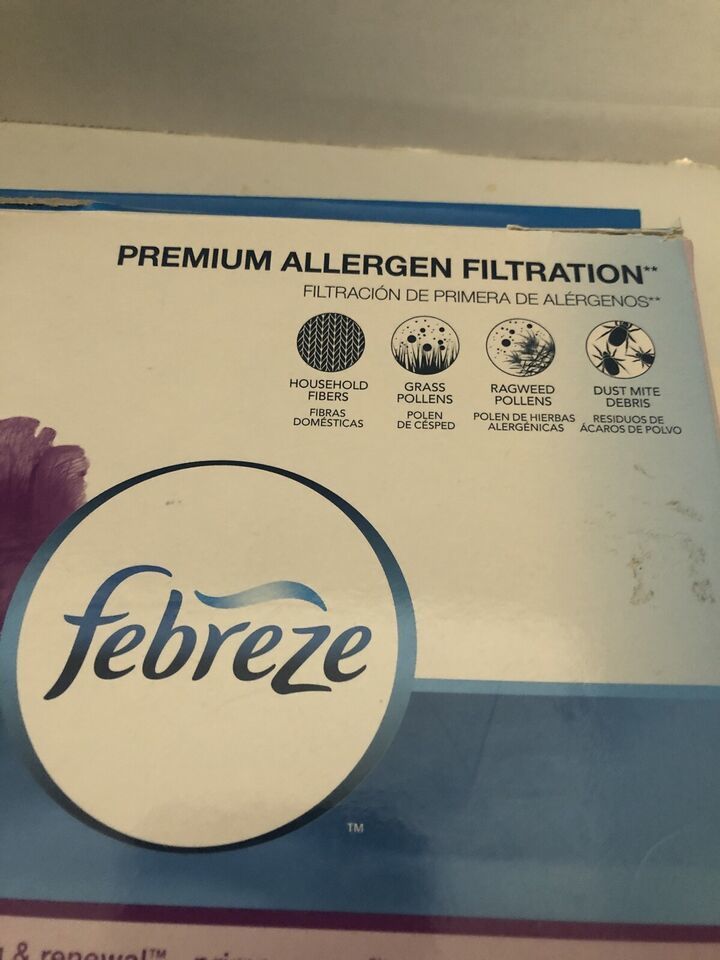 PREMIUM ALLERGEN FILTRATION**
FILTRACIÓN DE PRIMERA DE ALÉRGENOS**
HOUSEHOLD
FIBERS
FIBRAS
DOMÉSTICAS
GRASS
POLLENS
POLEN
DE CÉSPED
RAGWEED
POLLENS
POLEN DE HIERBAS
ALERGÉNICAS
DUST MITE
DEBRIS
RESIDUOS DE
ÁCAROS DE POLVO
febreze
TM
& renewal™